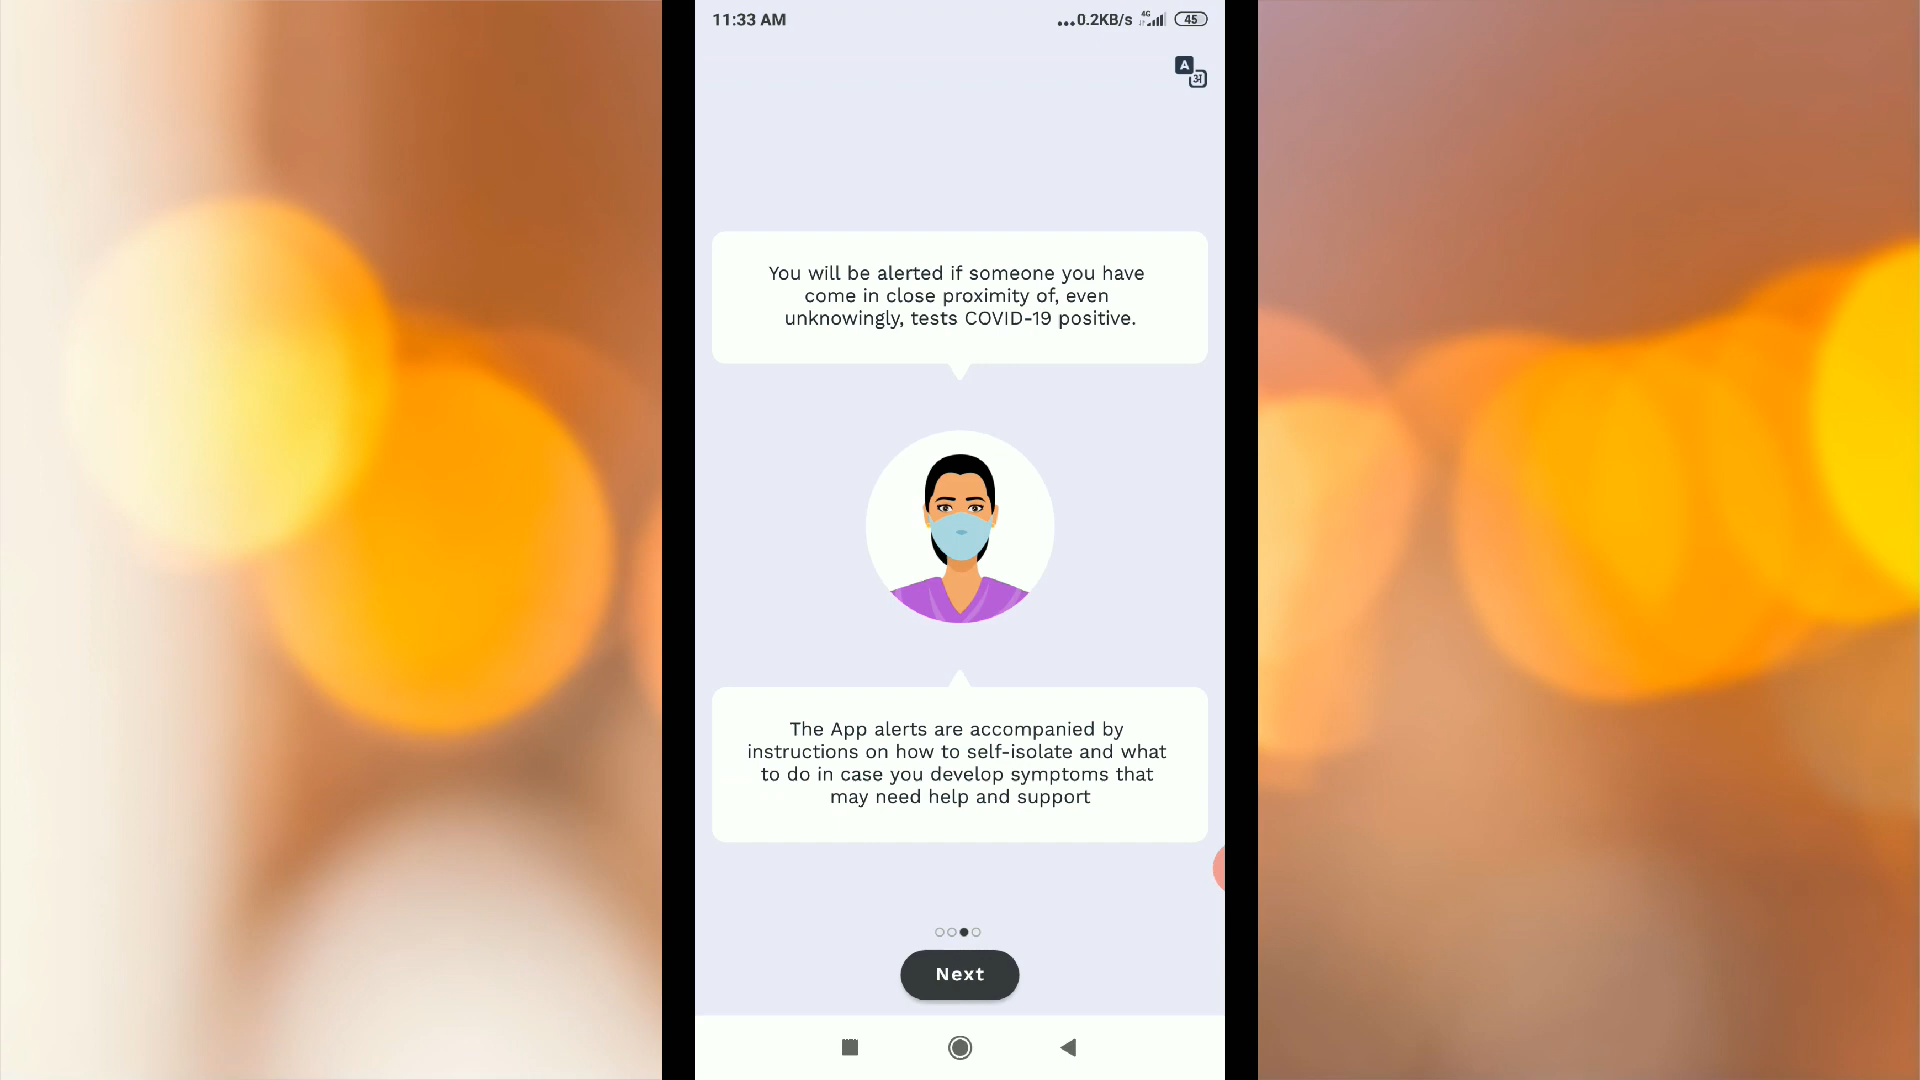 11:33 AM
...0.2KB/s 4G 45
A
अ
You will be alerted if someone you have
come in close proximity of, even
unknowingly, tests COVID-19 positive.
The App alerts are accompanied by
instructions on how to self-isolate and what
to do in case you develop symptoms that
may need help and support
Next